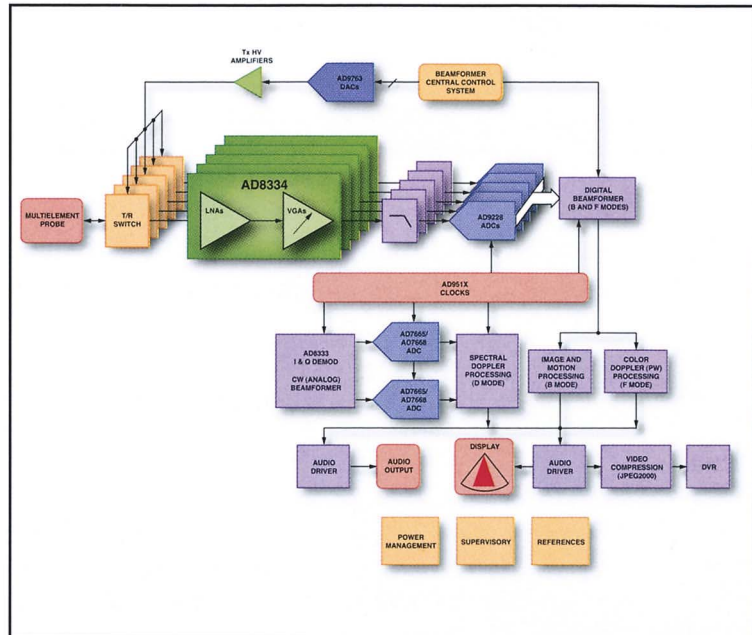 Tx HV
AMPLIFIERS
AD9763
DACs
BEAMFORMER
CENTRAL CONTROL
SYSTEM
MULTIELEMENT
PROBE
T/R
SWITCH
AD8334
LNAs
VGAs
AD9228
ADCs
DIGITAL
BEAMFORMER
(B AND F MODES)
AD951X
CLOCKS
AD8333
I & Q DEMOD
CW (ANALOG)
BEAMFORMER
AD7665/
AD7668
ADC
AD7665/
AD7668
ADC
SPECTRAL
DOPPLER
PROCESSING
(D MODE)
IMAGE AND
MOTION
PROCESSING
(B MODE)
COLOR
DOPPLER (PW)
PROCESSING
(F MODE)
AUDIO
DRIVER
AUDIO
OUTPUT
DISPLAY
AUDIO
DRIVER
VIDEO
COMPRESSION
(JPEG2000)
DVR
POWER
MANAGEMENT
SUPERVISORY
REFERENCES